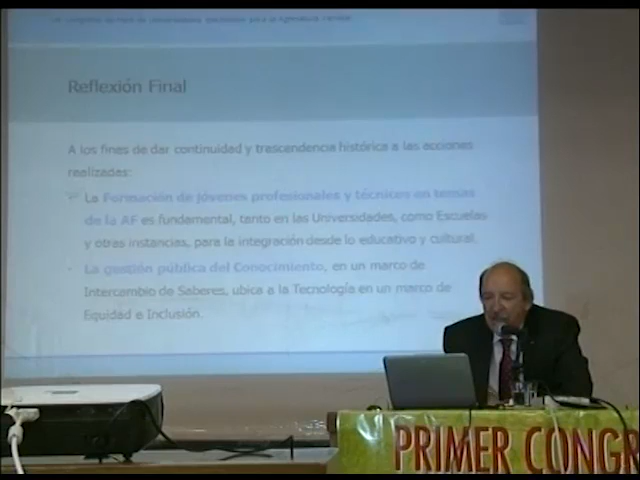 Reflexión Final
A los fines de dar continuidad y trascendencia histórica a las acciones
realizadas:
La Formación de jóvenes profesionales y técnicos en temas
de la AF es fundamental, tanto en las Universidades, como Escuelas
y otras instancias, para la integración desde lo educativo y cultural.
La gestión pública del Conocimiento, en un marco de
Intercambio de Saberes, ubica a la Tecnología en un marco de
Equidad e Inclusión.
PRIMER CONGR